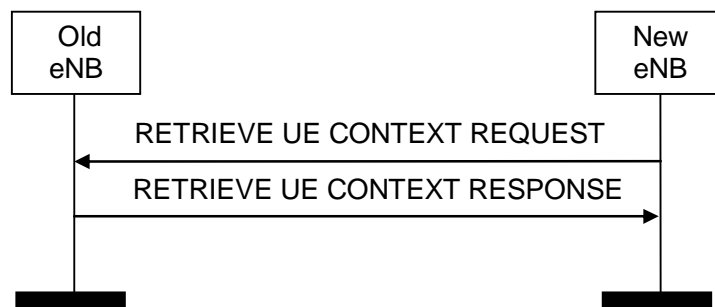 Old
eNB
New
eNB
RETRIEVE UE CONTEXT REQUEST
RETRIEVE UE CONTEXT RESPONSE